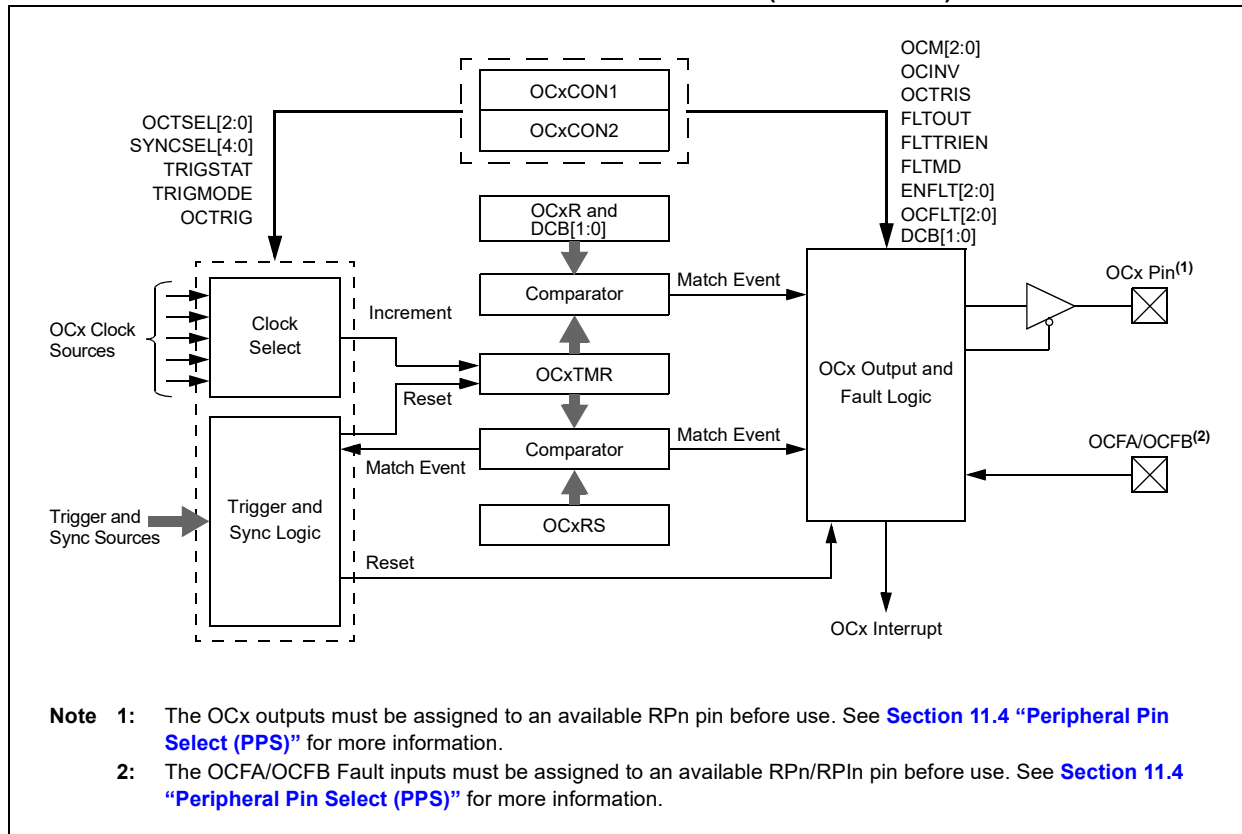 OCxCON1
OCxCON2
OCTSEL[2:0]
SYNCSEL[4:0]
TRIGSTAT
TRIGMODE
OCTRIG
OCM[2:0]
OCINV
OCTRIS
FLTOUT
FLTTRIEN
FLTMD
ENFLT[2:0]
OCFLT[2:0]
DCB[1:0]
OCxR and
DCB[1:0]
Comparator
Match Event
OCx Pin(1)
OCx Clock
Sources
Clock
Select
Increment
OCxTMR
Reset
OCx Output and
Fault Logic
Comparator
Match Event
Match Event
OCFA/OCFB(2)
Trigger and
Sync Sources
Trigger and
Sync Logic
OCxRS
Reset
OCx Interrupt
Note 1: The OCx outputs must be assigned to an available RPn pin before use. See Section 11.4 “Peripheral Pin
Select (PPS)” for more information.
2: The OCFA/OCFB Fault inputs must be assigned to an available RPn/RPIn pin before use. See Section 11.4
“Peripheral Pin Select (PPS)” for more information.